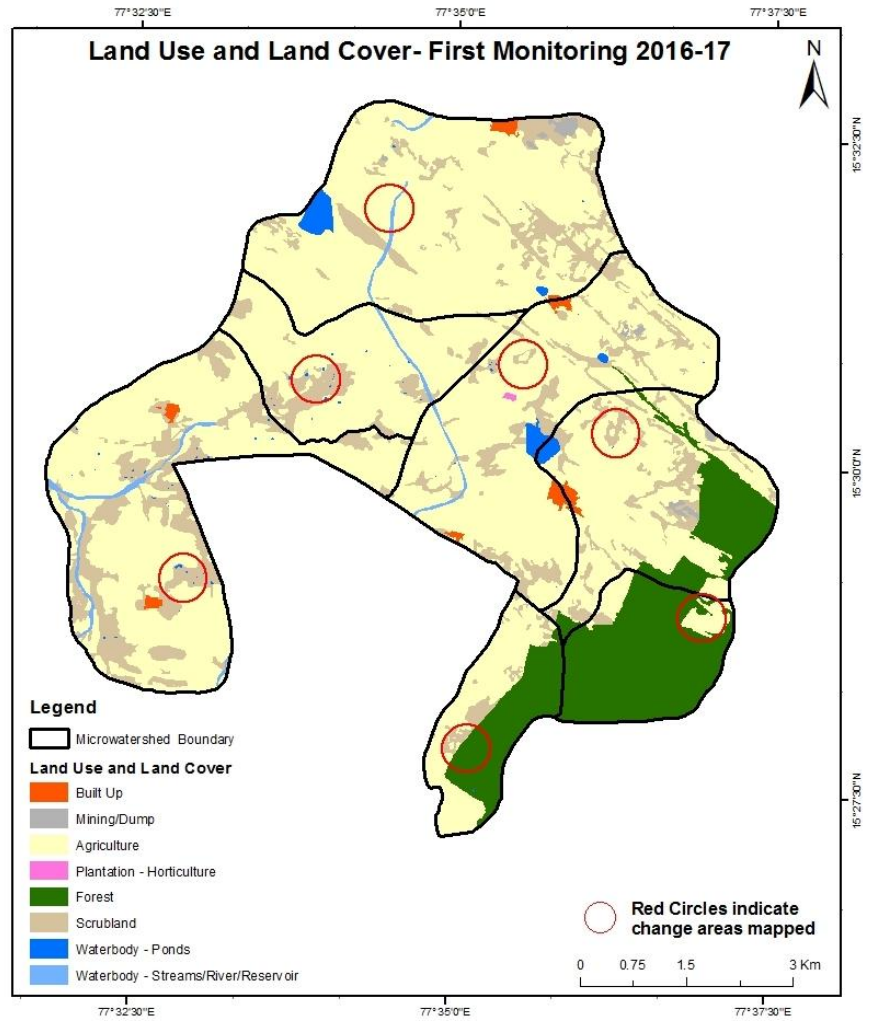 77°32'30"E 77°35'0"E 77°37'30"E
Land Use and Land Cover- First Monitoring 2016-17
N
15°32'30"N
15°30'0"N
15°27'30"N
Legend
Microwatershed Boundary
Land Use and Land Cover
Built Up
Mining/Dump
Agriculture
Plantation - Horticulture
Forest
Scrubland
Waterbody - Ponds
Waterbody - Streams/River/Reservoir
Red Circles indicate
change areas mapped
0 0.75 1.5 3 Km
77°32'30"E 77°35'0"E 77°37'30"E